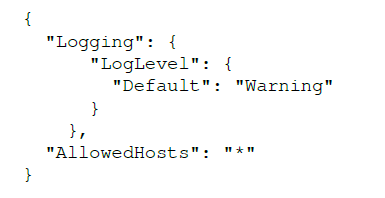 {
  "Logging": {
      "LogLevel": {
        "Default": "Warning"
      }
    },
  "AllowedHosts": "*"
}